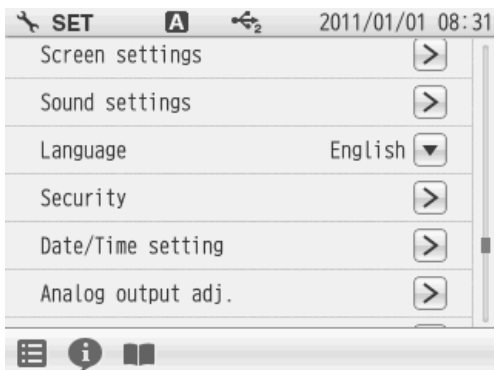 SET A 2 2011/01/01 08:31
Screen settings
Sound settings
Language English
Security
Date/Time setting
Analog output adj.